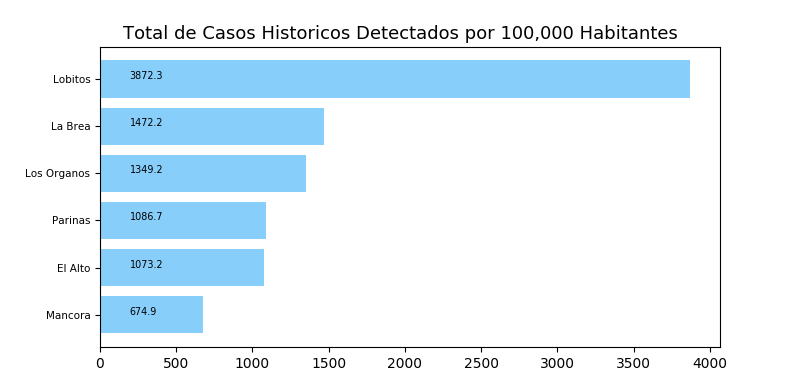 Total de Casos Historicos Detectados por 100,000 Habitantes
Lobitos 3872.3
La Brea 1472.2
Los Organos 1349.2
Parinas 1086.7
El Alto 1073.2
Mancora 674.9
0 500 1000 1500 2000 2500 3000 3500 4000